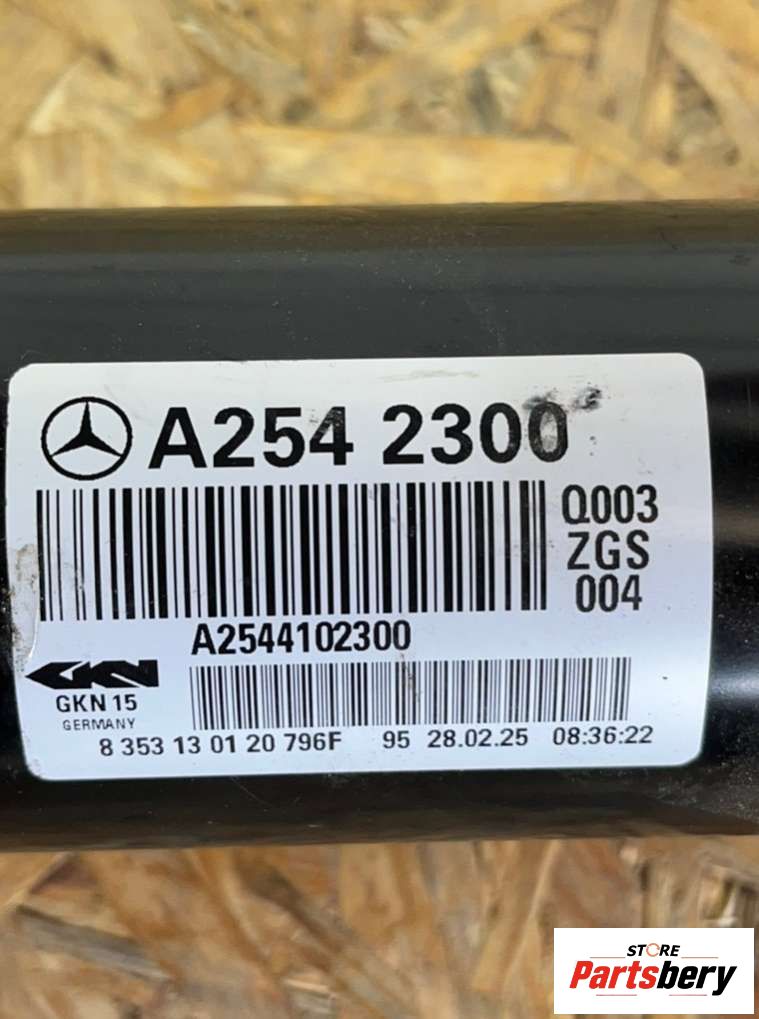 A254 2300
Q003
ZGS
004
A2544102300
GKN
GKN 15
GERMANY
8 353 13 01 20 796F 95 28.02.25 08:36:22
STORE
Partsbery